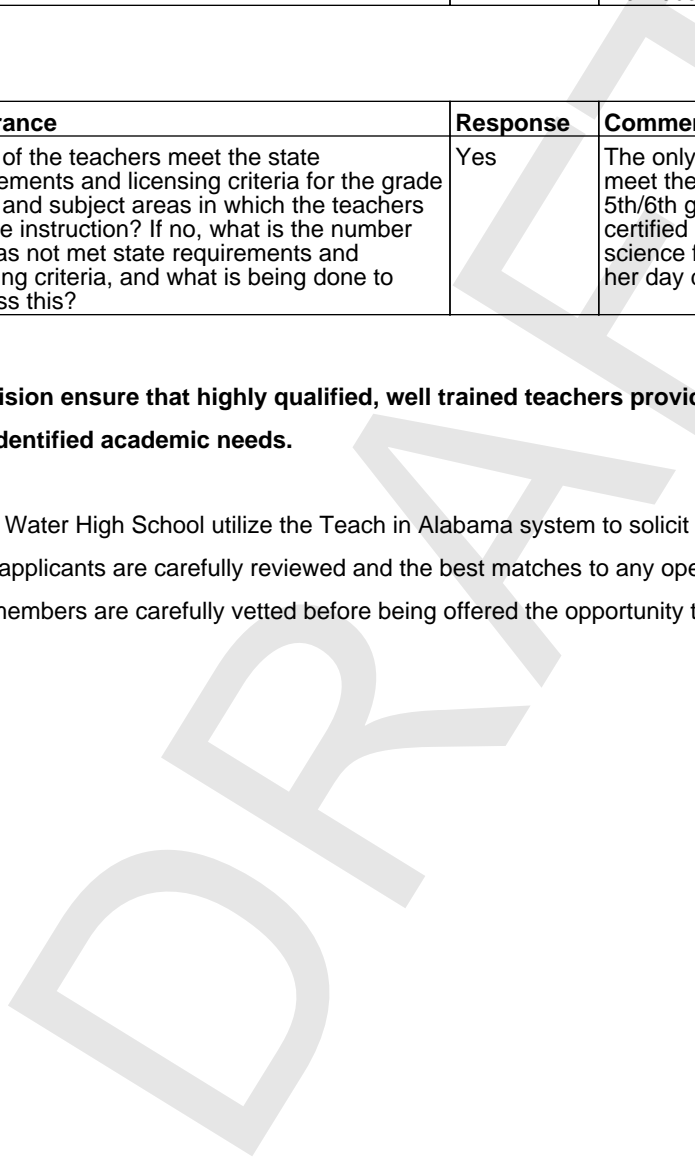 rance Response Commen
of the teachers meet the state Yes The only
ements and licensing criteria for the grade meet the
and subject areas in which the teachers 5th/6th g
e instruction? If no, what is the number certified
as not met state requirements and science f
ng criteria, and what is being done to her day o
ss this?
ision ensure that highly qualified, well trained teachers provid
dentified academic needs.
Water High School utilize the Teach in Alabama system to solicit
applicants are carefully reviewed and the best matches to any ope
members are carefully vetted before being offered the opportunity t
DRAFT